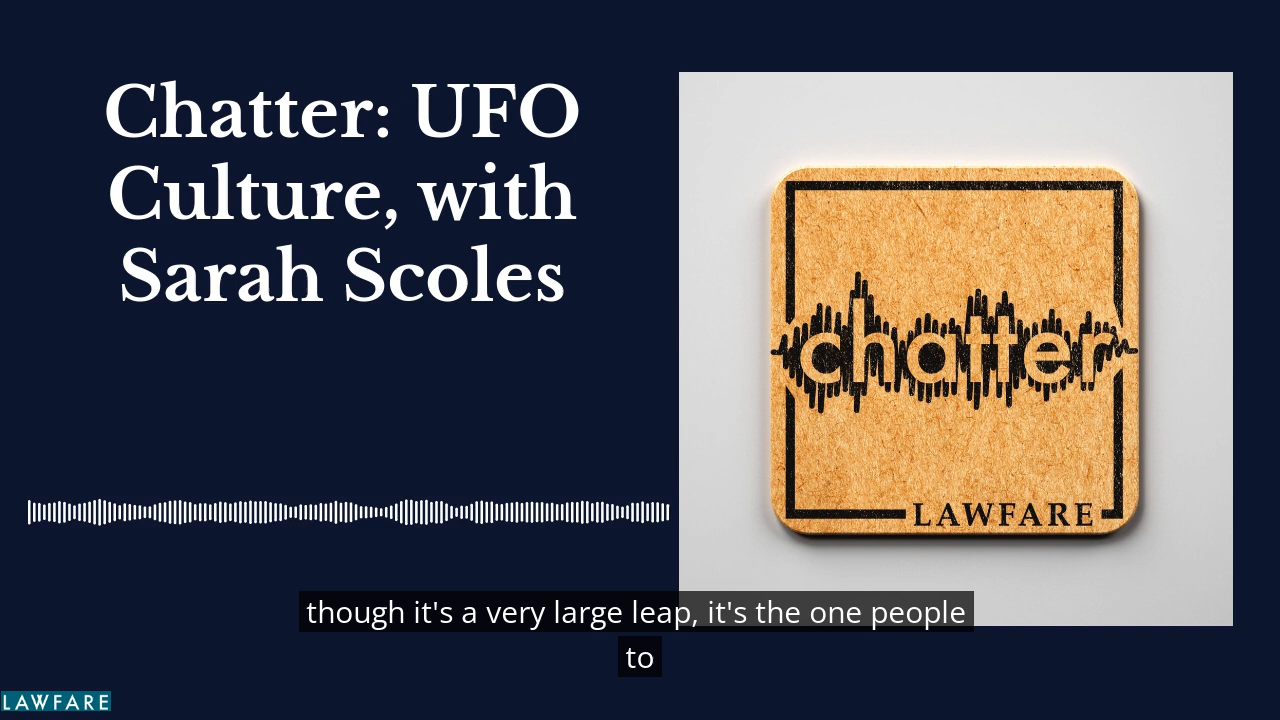 Chatter: UFO
Culture, with
Sarah Scoles
chatter
LAWFARE
though it's a very large leap, it's the one people
to
LAWFARE